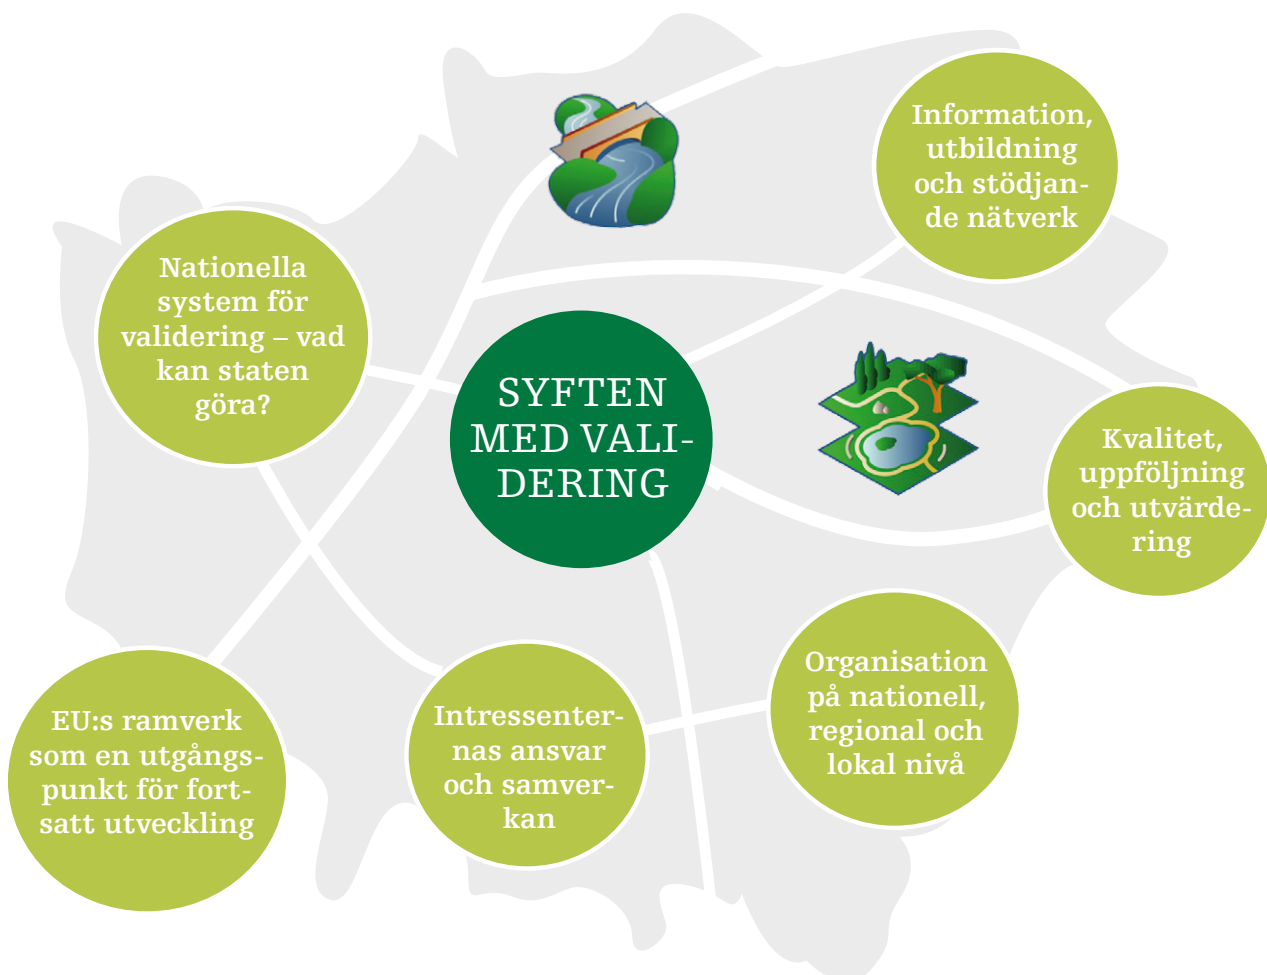 Information,
utbildning
och stödjan-
de nätverk
Nationella
system för
validering – vad
kan staten
göra?
SYFTEN
MED VALI-
DERING
Kvalitet,
uppföljning
och utvärde-
ring
Organisation
på nationell,
regional och
lokal nivå
Intressenter-
nas ansvar
och samver-
kan
EU:s ramverk
som en utgångs-
punkt för fort-
satt utveckling